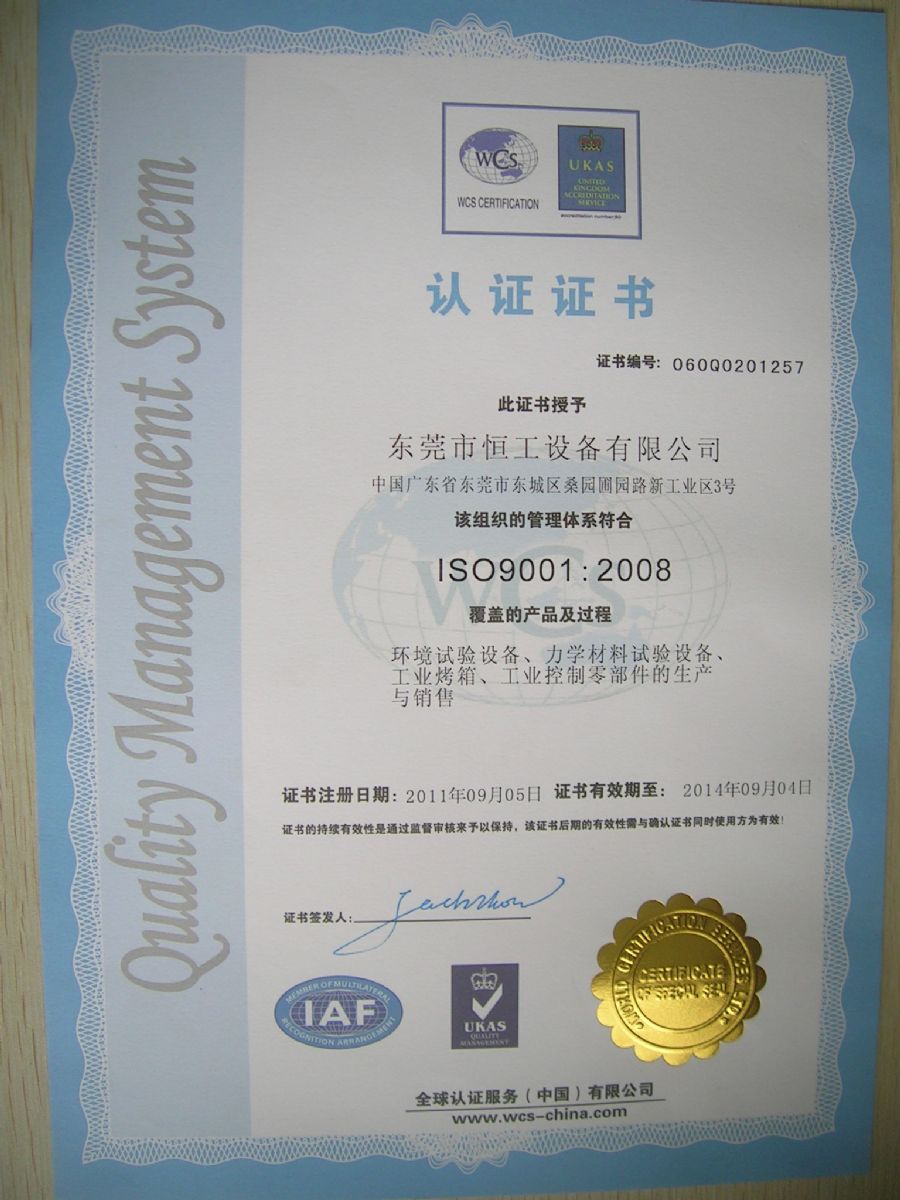 Quality Management System
WCS
WCS CERTIFICATION
UKAS
UNITED
KINGDOM
ACCREDITATION
SERVICE
认证证书
证书编号: 060Q0201257
此证书授予
东莞市恒工设备有限公司
中国广东省东莞市东城区桑园圃园路新工业区3号
该组织的管理体系符合
WCS
ISO9001:2008
覆盖的产品及过程
环境试验设备、力学材料试验设备、
工业烤箱、工业控制零部件的生产
与销售
证书注册日期: 2011年09月05日 证书有效期至: 2014年09月04日
证书的持续有效性是通过监督审核来予以保持，该证书后期的有效性需与确认证书同时使用方为有效!
证书签发人:
MEMBER OF MULTILATERAL
IAF
RECOGNITION ARRANGEMENT
UKAS
QUALITY
MANAGEMENT
CERTIFICATE
OF SPECIAL SEAL
全球认证服务（中国）有限公司
www.wcs-china.com